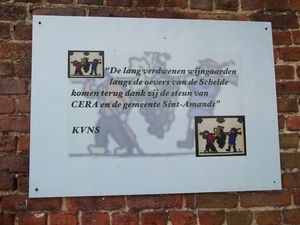 “De lang verdwenen wijngaarden
langs de oevers van de Schelde
komen terug dank zij de steun van
CERA en de gemeente Sint-Amands”
KVNS